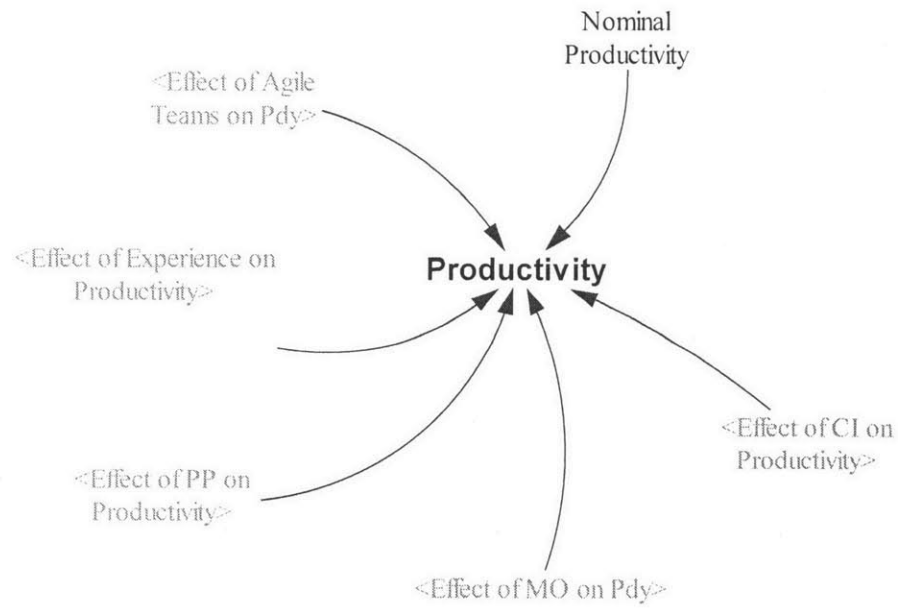 Nominal
Productivity
<Effect of Agile
Teams on Pdy>
<Effect of Experience on
Productivity>
Productivity
<Effect of CI on
Productivity>
<Effect of PP on
Productivity>
<Effect of MO on Pdy>